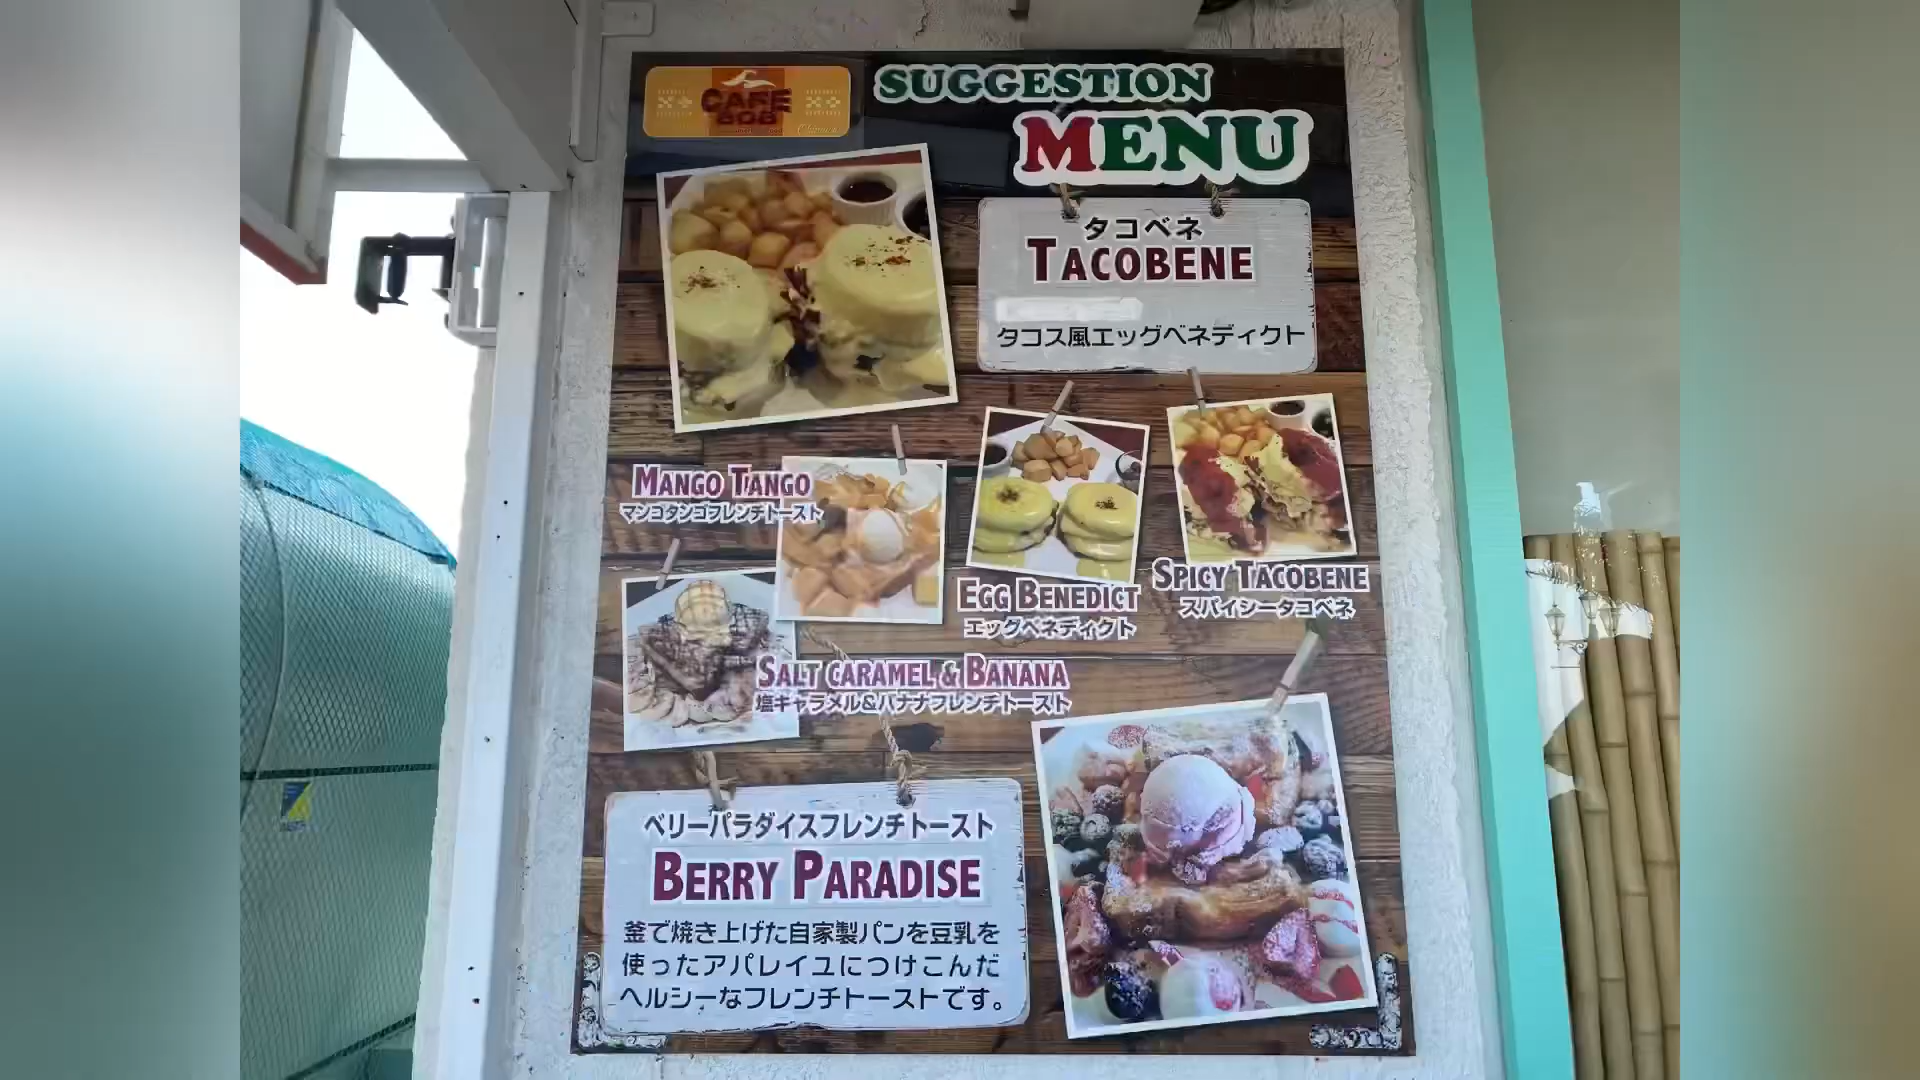 CAFE
BOB
Okinawa
SUGGESTION
MENU
タコベネ
TACOBENE
タコス風エッグベネディクト
MANGO TANGO
マンゴタンゴフレンチトースト
EGG BENEDICT
エッグベネディクト
SPICY TACOBENE
スパイシータコベネ
SALT CARAMEL & BANANA
塩キャラメル&バナナフレンチトースト
ベリーパラダイスフレンチトースト
BERRY PARADISE
釜で焼き上げた自家製パンを豆乳を
使ったアパレイユにつけこんだ
ヘルシーなフレンチトーストです。